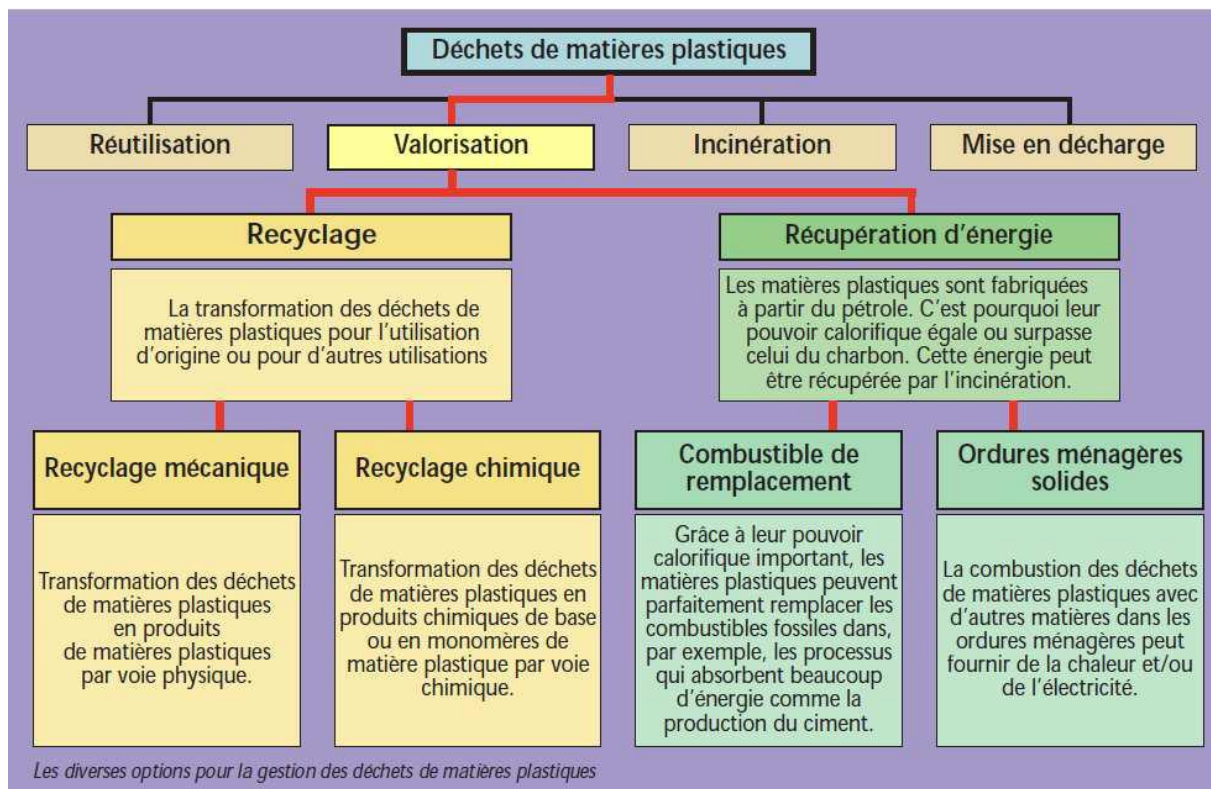 Déchets de matières plastiques
Réutilisation
Valorisation
Incinération
Mise en décharge
Recyclage
Récupération d'énergie
La transformation des déchets de
matières plastiques pour l'utilisation
d'origine ou pour d'autres utilisations
Les matières plastiques sont fabriquées
à partir du pétrole. C'est pourquoi leur
pouvoir calorifique égale ou surpasse
celui du charbon. Cette énergie peut
être récupérée par l'incinération.
Recyclage mécanique
Recyclage chimique
Combustible de
remplacement
Ordures ménagères
solides
Transformation des déchets
de matières plastiques
en produits
de matières plastiques
par voie physique.
Transformation des déchets
de matières plastiques en
produits chimiques de base
ou en monomères de
matière plastique par voie
chimique.
Grâce à leur pouvoir
calorifique important, les
matières plastiques peuvent
parfaitement remplacer les
combustibles fossiles dans,
par exemple, les processus
qui absorbent beaucoup
d'énergie comme la
production du ciment.
La combustion des déchets
de matières plastiques avec
d'autres matières dans les
ordures ménagères peut
fournir de la chaleur et/ou
de l'électricité.
Les diverses options pour la gestion des déchets de matières plastiques